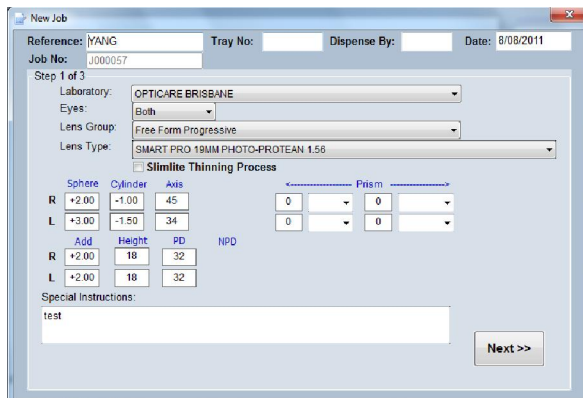 New Job
Reference: YANG Tray No: Dispense By: Date: 8/08/2011
Job No: J000057
Step 1 of 3
Laboratory: OPTICARE BRISBANE
Eyes: Both
Lens Group: Free Form Progressive
Lens Type: SMART PRO 19MM PHOTO-PROTEAN 1.56
Slimlite Thinning Process
Sphere Cylinder Axis <------------------- Prism ------------------->
R +2.00 -1.00 45 0 0
L +3.00 -1.50 34 0 0
Add Height PD NPD
R +2.00 18 32
L +2.00 18 32
Special Instructions:
test
Next >>